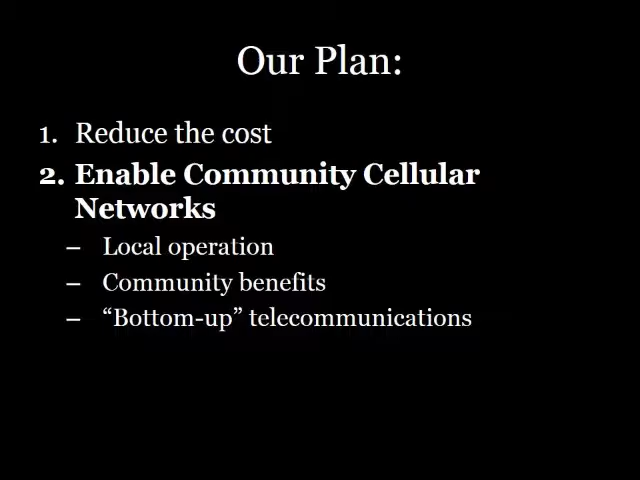 Our Plan:
1. Reduce the cost
2. Enable Community Cellular
Networks
– Local operation
– Community benefits
– “Bottom-up” telecommunications